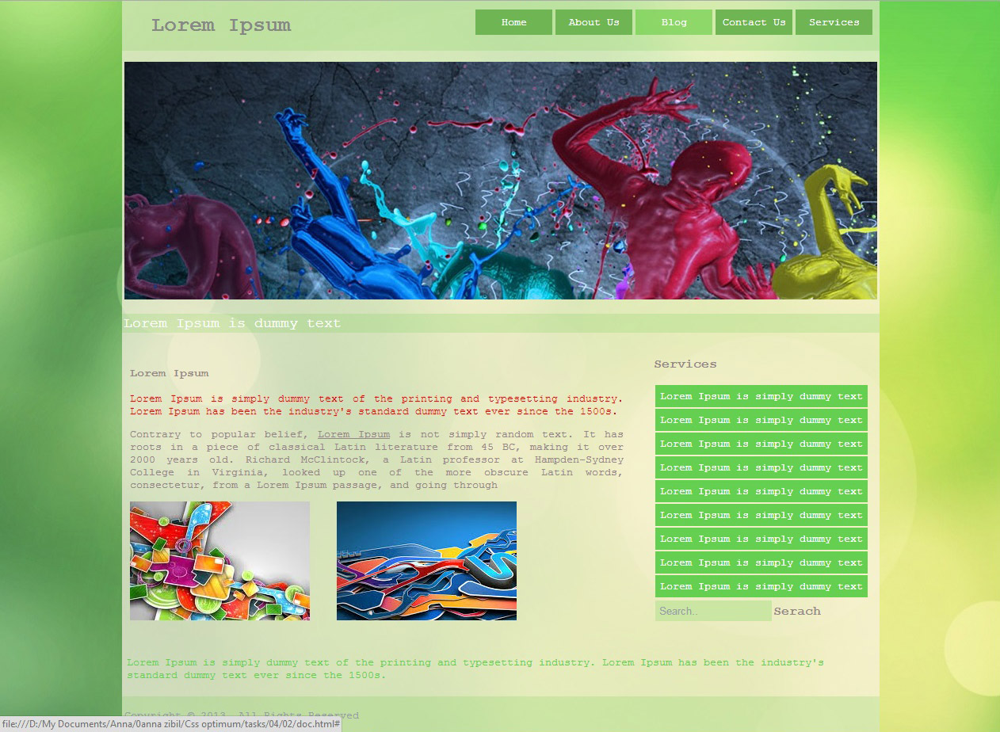 Lorem Ipsum
Home About Us Blog Contact Us Services
Lorem Ipsum is dummy text
Lorem Ipsum
Lorem Ipsum is simply dummy text of the printing and typesetting industry.
Lorem Ipsum has been the industry's standard dummy text ever since the 1500s.
Contrary to popular belief, Lorem Ipsum is not simply random text. It has
roots in a piece of classical Latin literature from 45 BC, making it over
2000 years old. Richard McClintock, a Latin professor at Hampden-Sydney
College in Virginia, looked up one of the more obscure Latin words,
consectetur, from a Lorem Ipsum passage, and going through
Services
Lorem Ipsum is simply dummy text
Lorem Ipsum is simply dummy text
Lorem Ipsum is simply dummy text
Lorem Ipsum is simply dummy text
Lorem Ipsum is simply dummy text
Lorem Ipsum is simply dummy text
Lorem Ipsum is simply dummy text
Lorem Ipsum is simply dummy text
Lorem Ipsum is simply dummy text
Search.. Serach
Lorem Ipsum is simply dummy text of the printing and typesetting industry. Lorem Ipsum has been the industry's
standard dummy text ever since the 1500s.
Copyright © 2013. All Rights Reserved
file:///D:/My Documents/Anna/0anna zibil/Css optimum/tasks/04/02/doc.html#